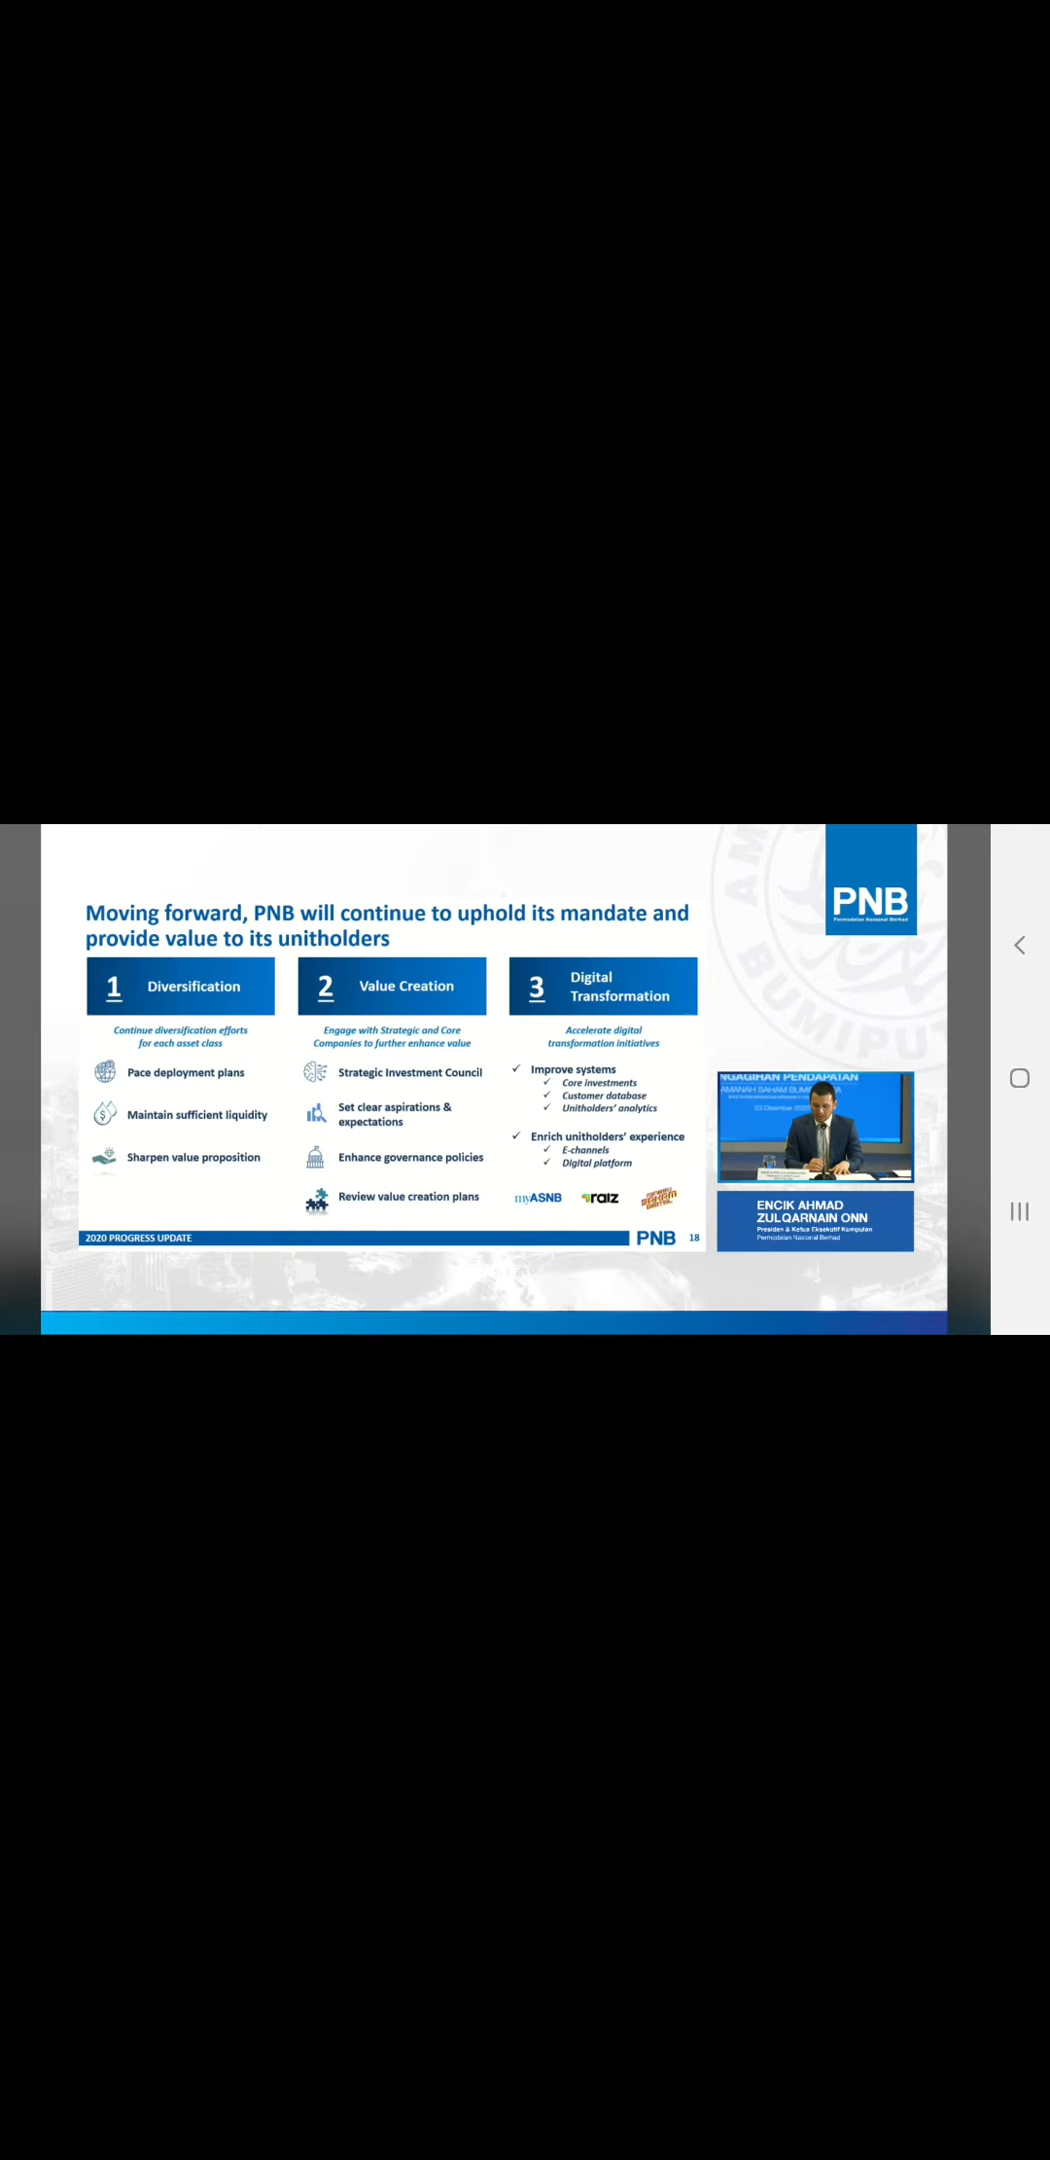 PNB
Permodalan Nasional Berhad
Moving forward, PNB will continue to uphold its mandate and
provide value to its unitholders
1 Diversification
Continue diversification efforts
for each asset class
Pace deployment plans
Maintain sufficient liquidity
Sharpen value proposition
2 Value Creation
Engage with Strategic and Core
Companies to further enhance value
Strategic Investment Council
Set clear aspirations &
expectations
Enhance governance policies
Review value creation plans
3 Digital
Transformation
Accelerate digital
transformation initiatives
✓ Improve systems
✓ Core investments
✓ Customer database
✓ Unitholders' analytics
✓ Enrich unitholders' experience
✓ E-channels
✓ Digital platform
myASNB
raiz
2020 PROGRESS UPDATE
PNB 18
AM
BUMIPUT
NGAGIHAN PENDAPATAN
AMANAH SAHAM BUM
ENCIK AHMAD
ZULQARNAIN ONN
Presiden & Ketua Eksekutif Kumpulan
Permodalan Nasional Berhad